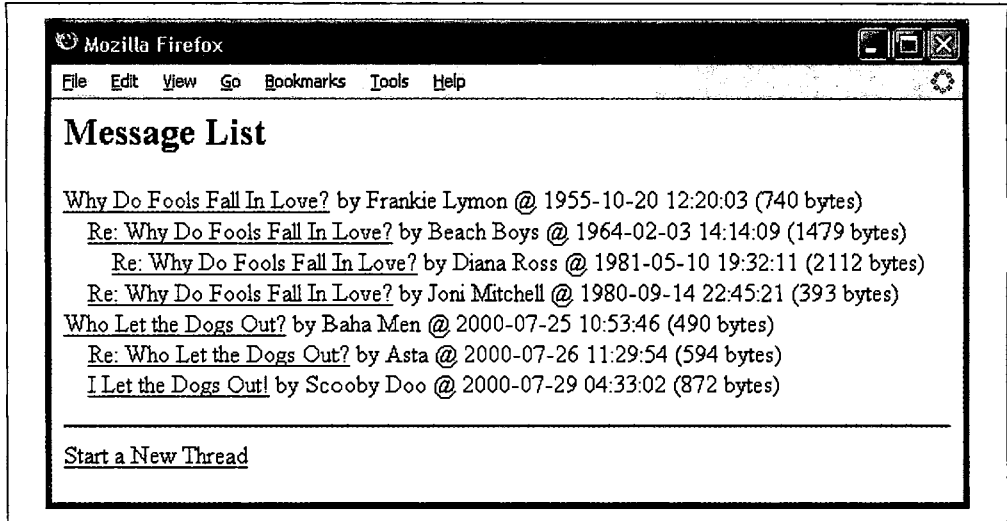 Mozilla Firefox
File Edit View Go Bookmarks Tools Help
Message List
Why Do Fools Fall In Love? by Frankie Lymon @ 1955-10-20 12:20:03 (740 bytes)
Re: Why Do Fools Fall In Love? by Beach Boys @ 1964-02-03 14:14:09 (1479 bytes)
Re: Why Do Fools Fall In Love? by Diana Ross @ 1981-05-10 19:32:11 (2112 bytes)
Re: Why Do Fools Fall In Love? by Joni Mitchell @ 1980-09-14 22:45:21 (393 bytes)
Who Let the Dogs Out? by Baha Men @ 2000-07-25 10:53:46 (490 bytes)
Re: Who Let the Dogs Out? by Asta @ 2000-07-26 11:29:54 (594 bytes)
I Let the Dogs Out! by Scooby Doo @ 2000-07-29 04:33:02 (872 bytes)
Start a New Thread